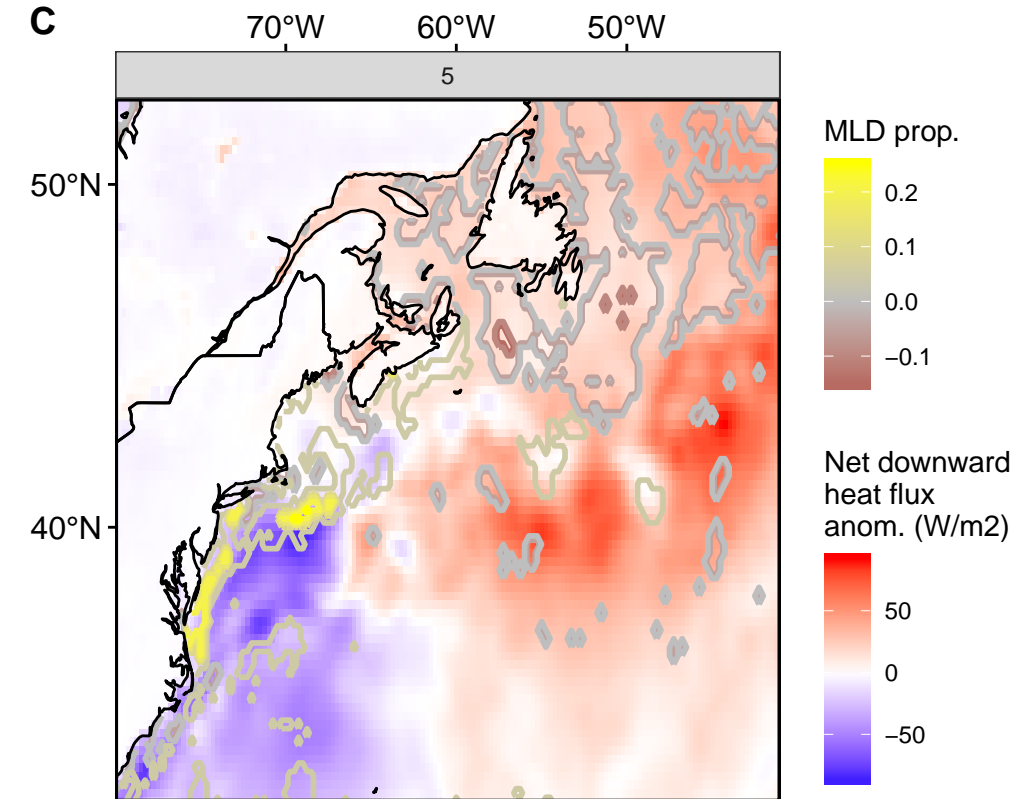 C
70°W 60°W 50°W
5
50°N
40°N
MLD prop.
0.2
0.1
0.0
−0.1
Net downward
heat flux
anom. (W/m2)
50
0
−50